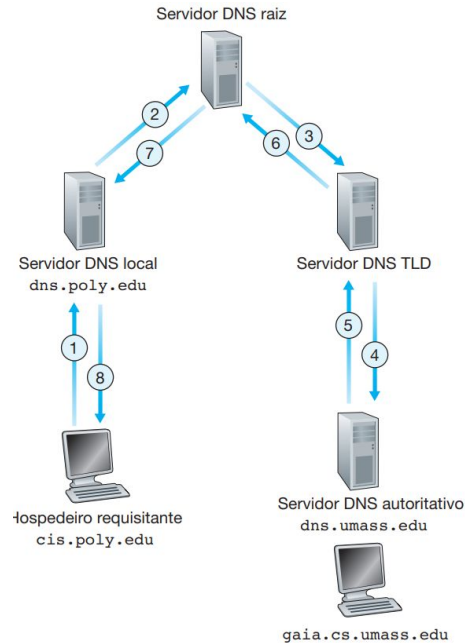 Servidor DNS raiz
2
3
7
6
Servidor DNS local
dns.poly.edu
Servidor DNS TLD
1
8
5
4
Hospedeiro requisitante
cis.poly.edu
Servidor DNS autoritativo
dns.umass.edu
gaia.cs.umass.edu